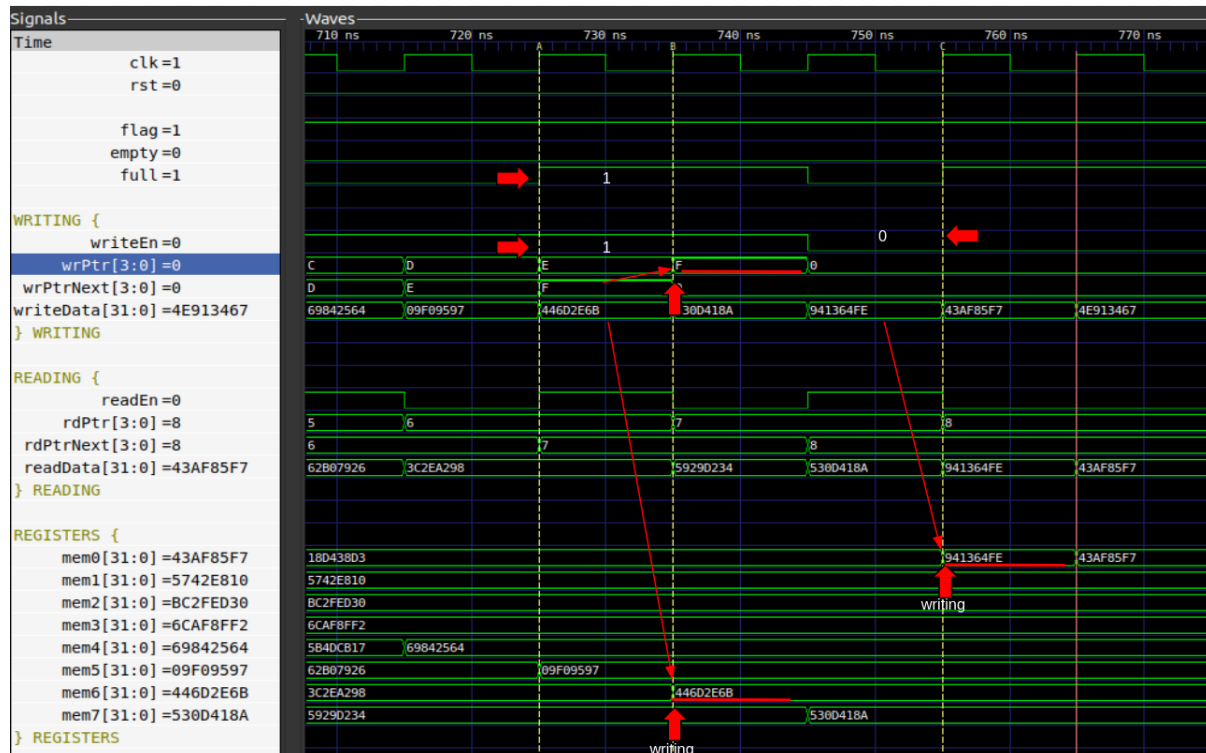 Signals
Waves
Time
710 ns 720 ns 730 ns 740 ns 750 ns 760 ns 770 ns
A B C
clk =1
rst =0
flag =1
empty =0
full =1
1
WRITING {
writeEn =0
1 0
wrPtr[3:0] =0
C D E F 0
wrPtrNext[3:0] =0
D E F
writeData[31:0] =4E913467
69842564 09F09597 446D2E6B 30D418A 941364FE 43AF85F7 4E913467
} WRITING
READING {
readEn =0
rdPtr[3:0] =8
5 6 7 8
rdPtrNext[3:0] =8
6 7 8
readData[31:0] =43AF85F7
62B07926 3C2EA298 5929D234 530D418A 941364FE 43AF85F7
} READING
REGISTERS {
mem0[31:0] =43AF85F7
18D438D3 941364FE 43AF85F7
mem1[31:0] =5742E810
5742E810
mem2[31:0] =BC2FED30
BC2FED30
writing
mem3[31:0] =6CAF8FF2
6CAF8FF2
mem4[31:0] =69842564
5B4DCB17 69842564
mem5[31:0] =09F09597
62B07926 09F09597
mem6[31:0] =446D2E6B
3C2EA298 446D2E6B
mem7[31:0] =530D418A
5929D234 530D418A
} REGISTERS
writing